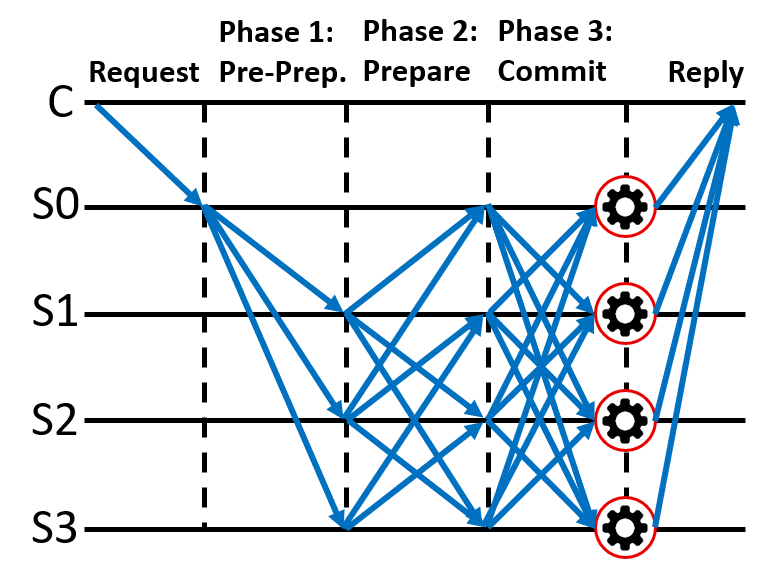 Phase 1: Phase 2: Phase 3:
Request Pre-Prep. Prepare Commit Reply
C
S0
S1
S2
S3